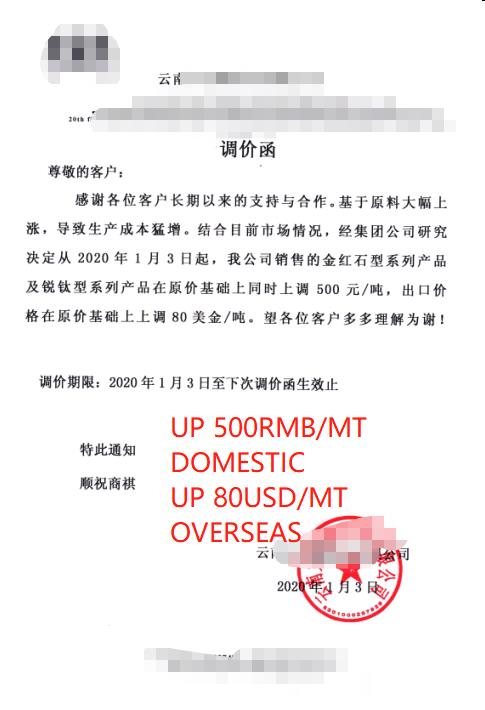 云南
20th f
调价函
尊敬的客户：
感谢各位客户长期以来的支持与合作。基于原料大幅上
涨，导致生产成本猛增。结合目前市场情况，经集团公司研究
决定从 2020 年 1 月 3 日起，我公司销售的金红石型系列产品
及锐钛型系列产品在原价基础上同时上调 500 元/吨，出口价
格在原价基础上上调 80 美金/吨。望各位客户多多理解为谢！
调价期限：2020 年 1 月 3 日至下次调价函生效止
特此通知
顺祝商祺
UP 500RMB/MT
DOMESTIC
UP 80USD/MT
OVERSEAS
云南
公司
2020 年 1 月 3 日